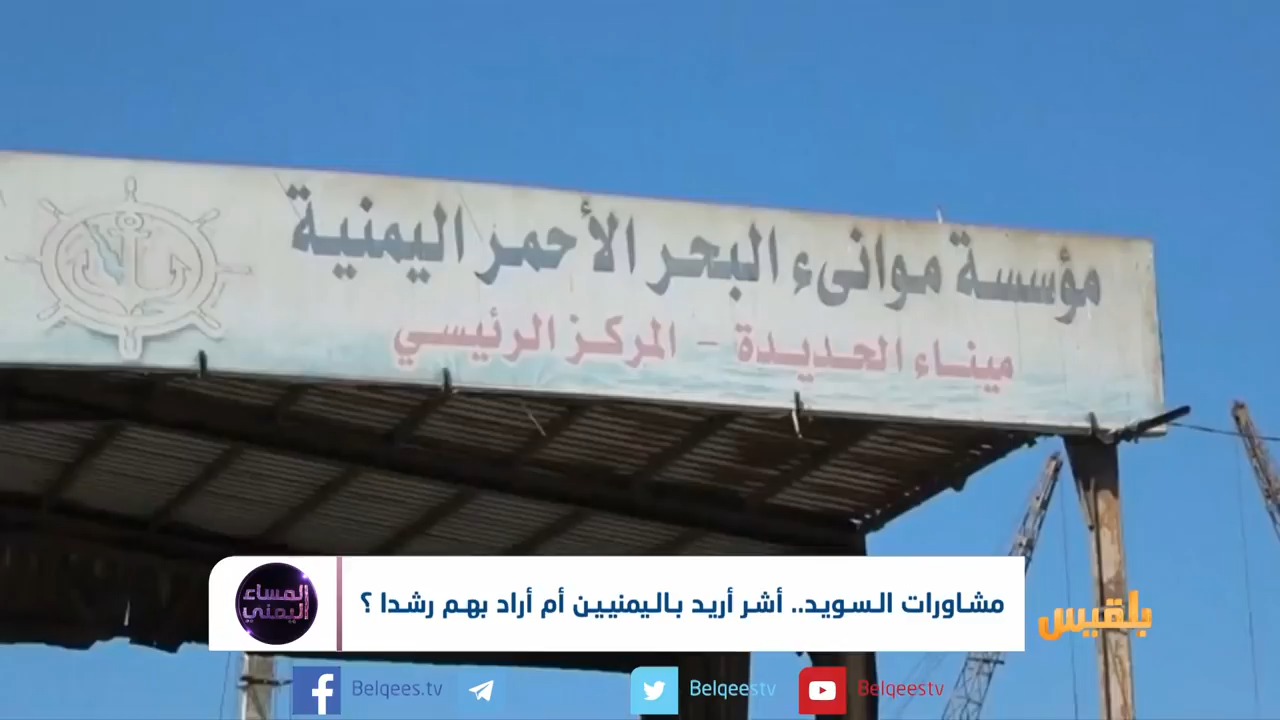 مؤسسة موانىء البحر الأحمر اليمنية
ميناء الحديدة - المركز الرئيسي
المساء اليمني
مشاورات السويد.. أشر أريد باليمنيين أم أراد بهم رشدا ؟
بلقيس
Belqees.tv
Belqeestv
Belqeestv